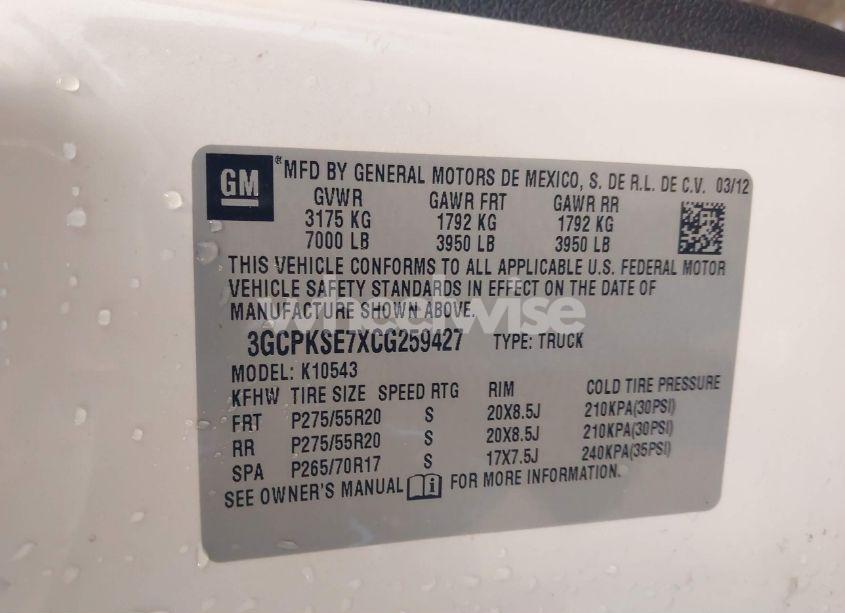 GM ® MFD BY GENERAL MOTORS DE MEXICO, S. DE R.L. DE C.V. 03/12
GVWR GAWR FRT GAWR RR
3175 KG 1792 KG 1792 KG
7000 LB 3950 LB 3950 LB
THIS VEHICLE CONFORMS TO ALL APPLICABLE U.S. FEDERAL MOTOR
VEHICLE SAFETY STANDARDS IN EFFECT ON THE DATE OF
MANUFACTURE SHOWN ABOVE.
wheelwise
3GCPKSE7XCG259427 TYPE: TRUCK
MODEL: K10543
KFHW TIRE SIZE SPEED RTG RIM COLD TIRE PRESSURE
FRT P275/55R20 S 20X8.5J 210KPA(30PSI)
RR P275/55R20 S 20X8.5J 210KPA(30PSI)
SPA P265/70R17 S 17X7.5J 240KPA(35PSI)
SEE OWNER'S MANUAL FOR MORE INFORMATION.